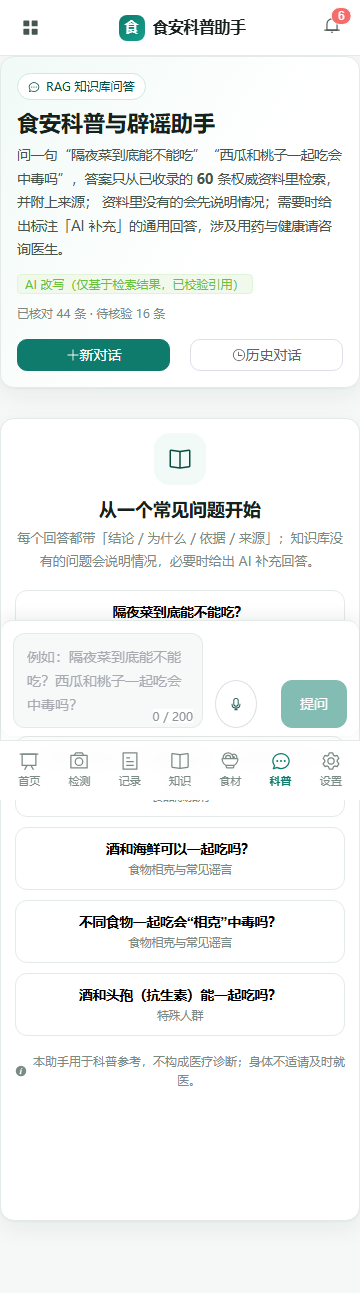 食 食安科普助手
6
RAG 知识库问答
食安科普与辟谣助手
问一句“隔夜菜到底能不能吃”“西瓜和桃子一起吃会
中毒吗”，答案只从已收录的 60 条权威资料里检索，
并附上来源； 资料里没有的会先说明情况；需要时给
出标注「AI 补充」的通用回答，涉及用药与健康请咨
询医生。
AI 改写（仅基于检索结果，已校验引用）
已核对 44 条 · 待核验 16 条
新对话
历史对话
从一个常见问题开始
每个回答都带「结论 / 为什么 / 依据 / 来源」；知识库没
有的问题会说明情况，必要时给出 AI 补充回答。
隔夜菜到底能不能吃?
例如：隔夜菜到底能不能
吃？西瓜和桃子一起吃会
中毒吗？
0 / 200
提问
首页
检测
记录
知识
食材
科普
设置
酒和海鲜可以一起吃吗?
食物相克与常见谣言
不同食物一起吃会“相克”中毒吗?
食物相克与常见谣言
酒和头孢（抗生素）能一起吃吗?
特殊人群
本助手用于科普参考，不构成医疗诊断；身体不适请及时就
医。